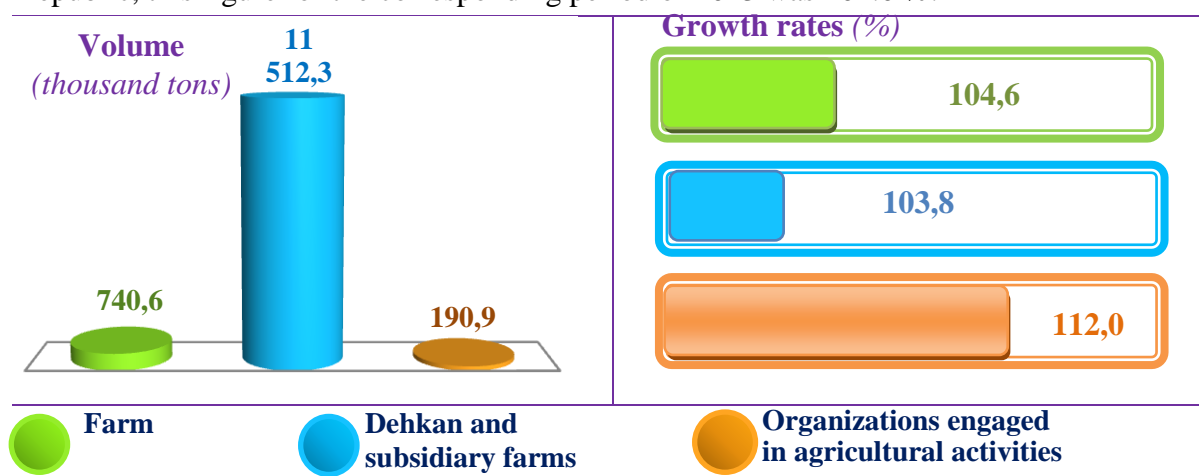 Volume
(thousand tons)
11
512,3
740,6
190,9
Growth rates (%)
104,6
103,8
112,0
Farm
Dehkan and
subsidiary farms
Organizations engaged
in agricultural activities